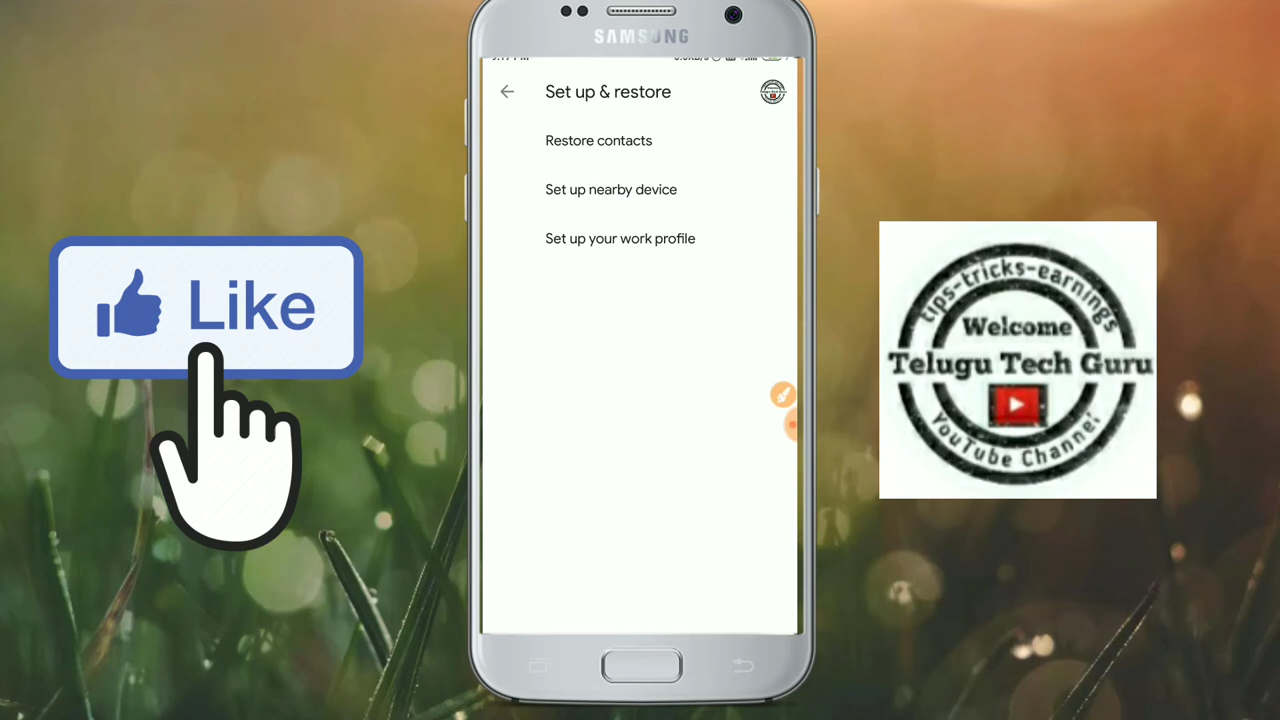 SAMSUNG
Set up & restore
Restore contacts
Set up nearby device
Set up your work profile
Like
tips-tricks-earnings
Welcome
Telugu Tech Guru
YouTube Channel